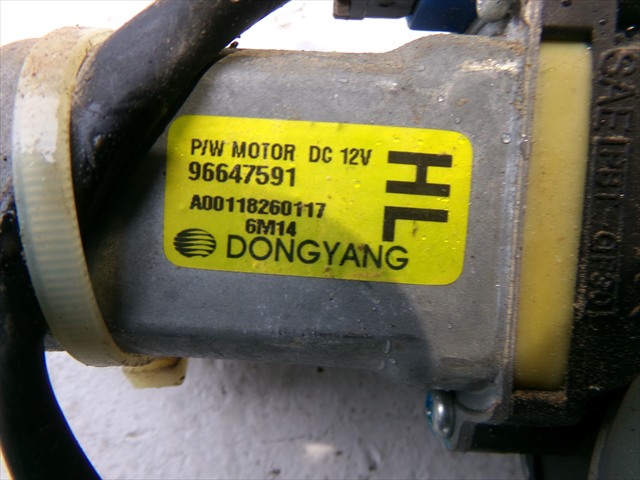 P/W MOTOR DC 12V
96647591
A00118260117
6M14
DONGYANG
HL